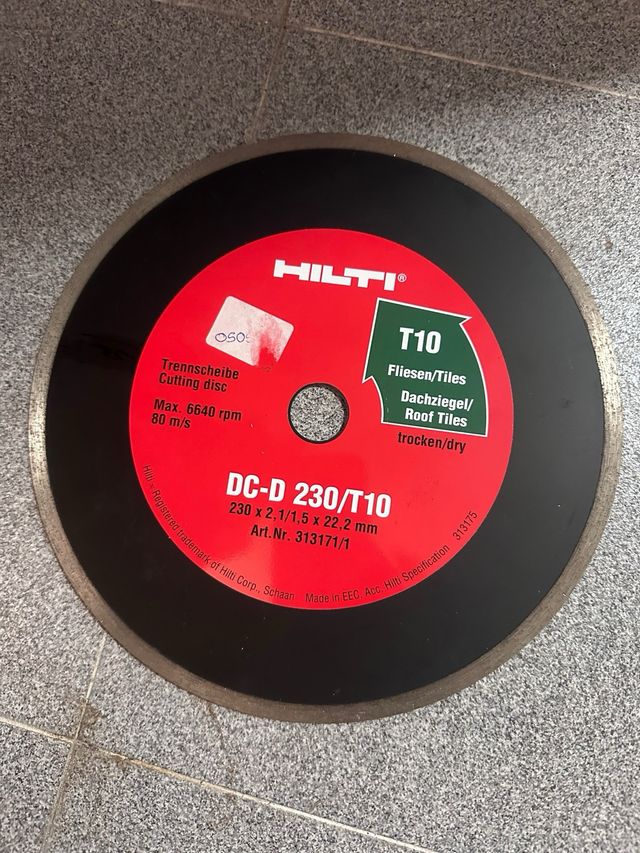 HILTI®
050
T10
Fliesen/Tiles
Dachziegel/
Roof Tiles
trocken/dry
Trennscheibe
Cutting disc
Max. 6640 rpm
80 m/s
DC-D 230/T10
230 x 2,1/1,5 x 22,2 mm
Art.Nr. 313171/1
Hilti = Registered trademark of Hilti Corp., Schaan Made in EEC. Acc. Hilti Specification 313175